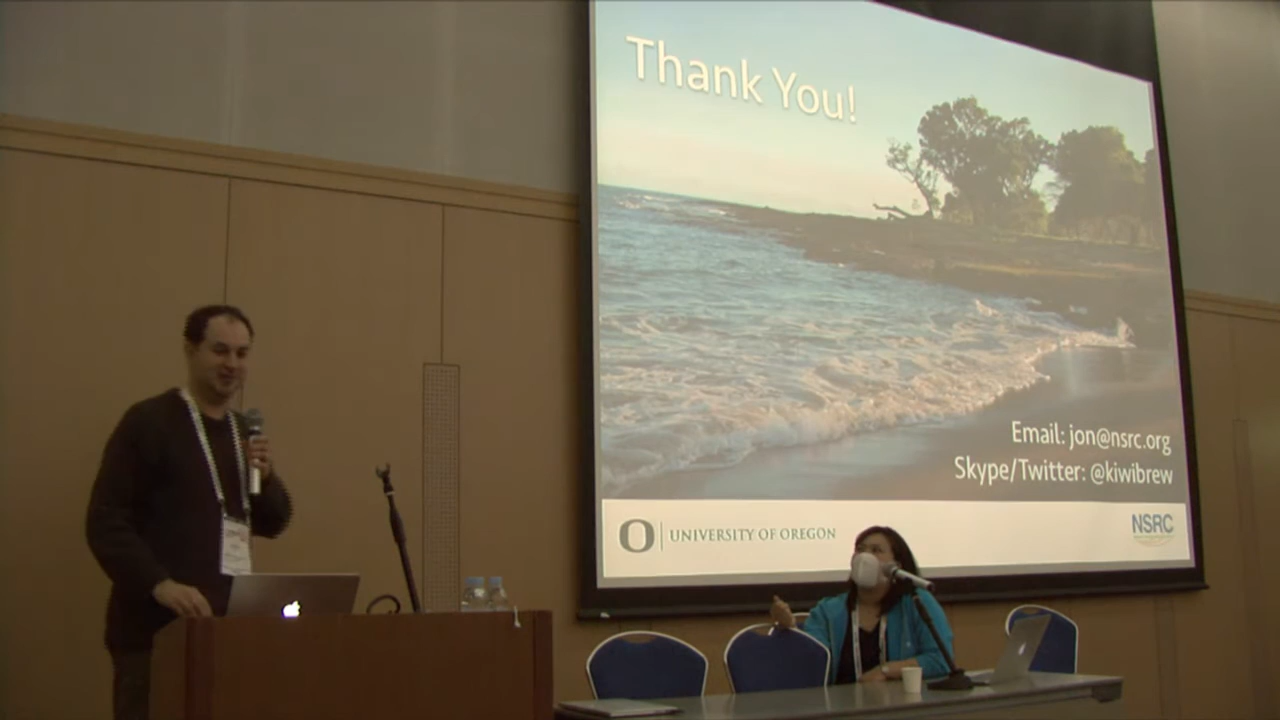 Thank You!
Email: jon@nsrc.org
Skype/Twitter: @kiwibrew
O
UNIVERSITY OF OREGON
NSRC